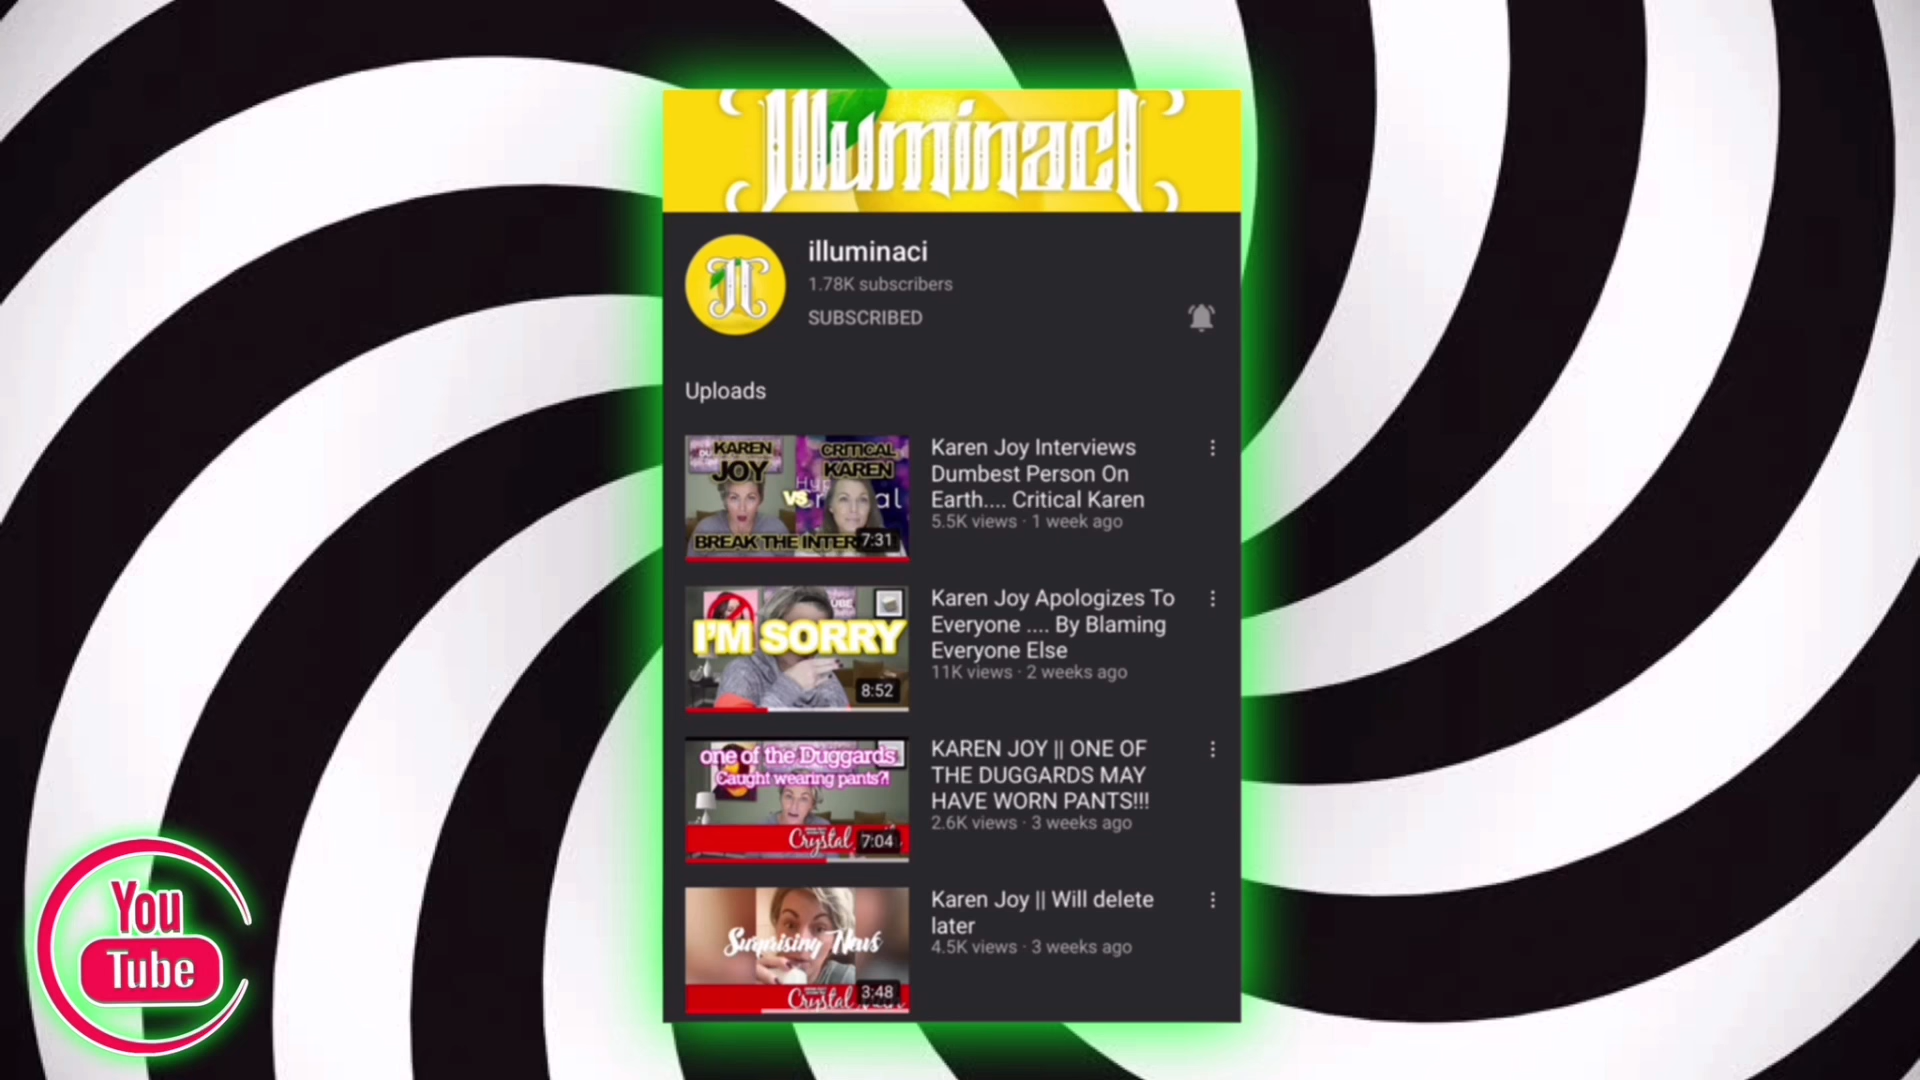 Illuminaci
illuminaci
1.78K subscribers
SUBSCRIBED
Uploads
KAREN
JOY
VS
CRITICAL
KAREN
BREAK THE INTER
7:31
Karen Joy Interviews
Dumbest Person On
Earth.... Critical Karen
5.5K views · 1 week ago
I'M SORRY
8:52
Karen Joy Apologizes To
Everyone .... By Blaming
Everyone Else
11K views · 2 weeks ago
one of the Duggards
Caught wearing pants?!
Crystal
7:04
KAREN JOY || ONE OF
THE DUGGARDS MAY
HAVE WORN PANTS!!!
2.6K views · 3 weeks ago
Surprising News
Crystal
3:48
Karen Joy || Will delete
later
4.5K views · 3 weeks ago
You
Tube